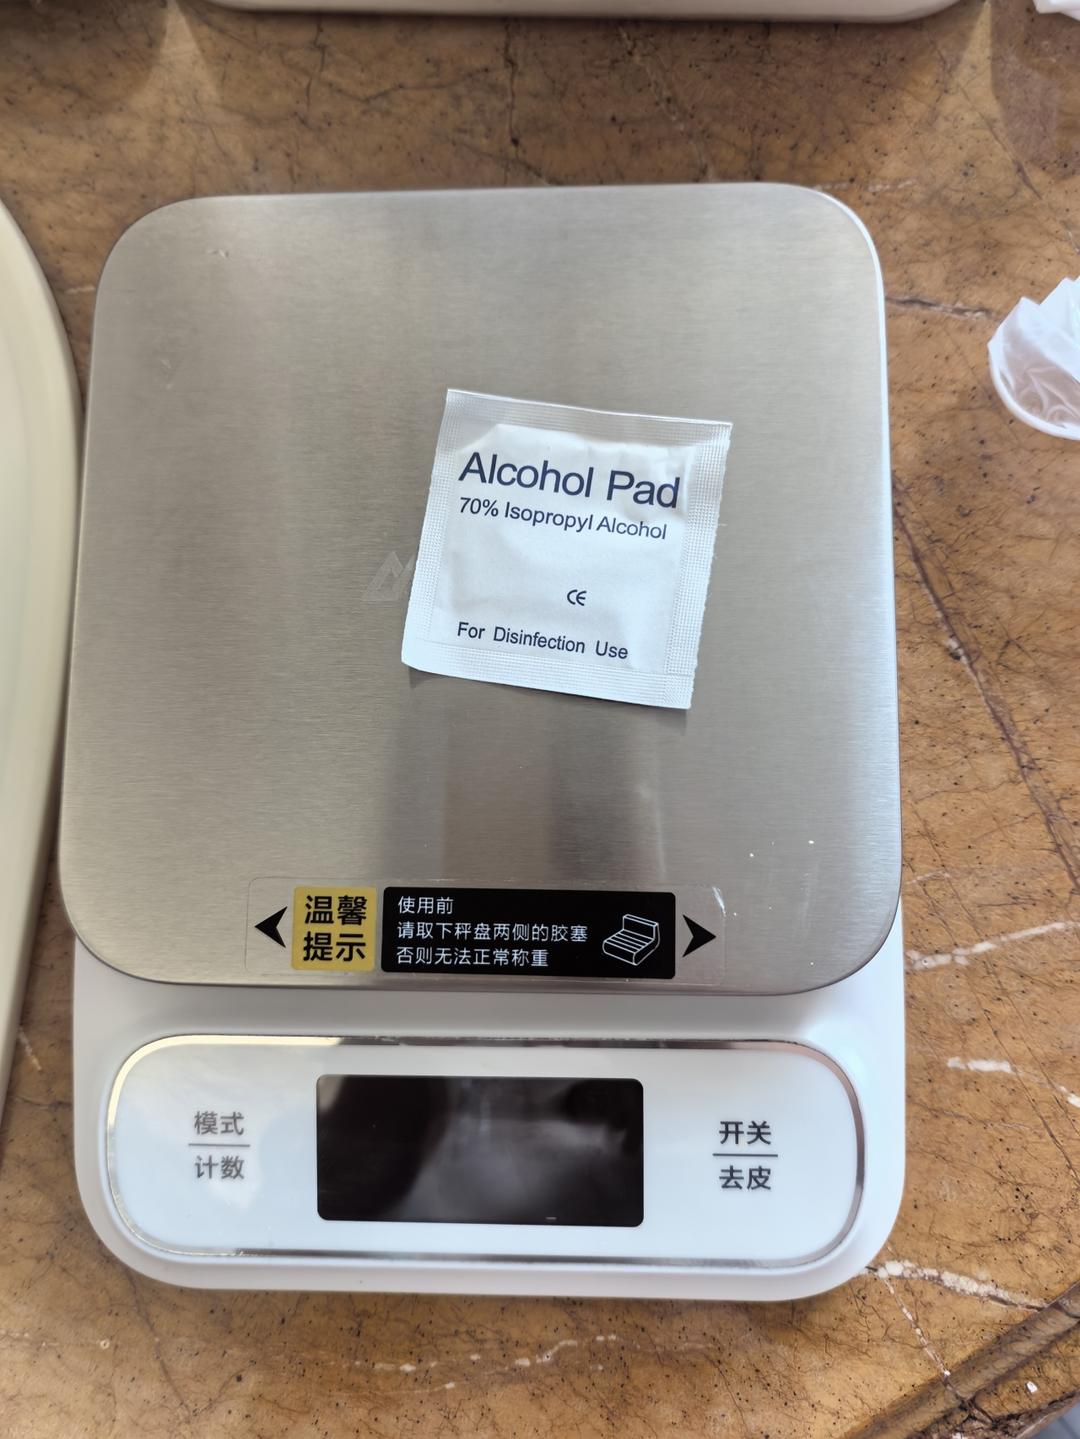 Alcohol Pad
70% Isopropyl Alcohol
CE
For Disinfection Use
温馨
提示
使用前
请取下秤盘两侧的胶塞
否则无法正常称重
模式
计数
开关
去皮